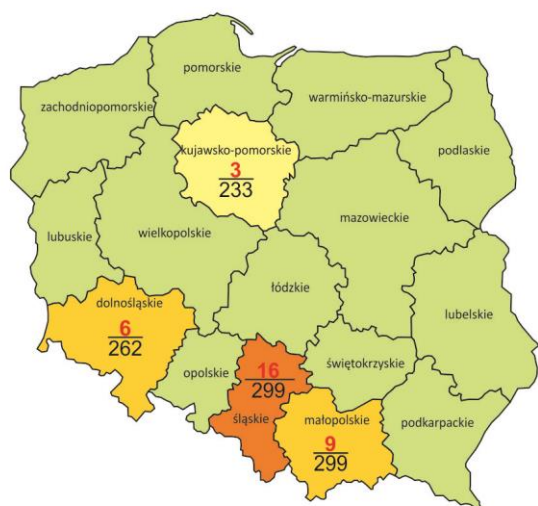 pomorskie
zachodniopomorskie
warmińsko-mazurskie
kujawsko-pomorskie
3
233
podlaskie
lubuskie
wielkopolskie
mazowieckie
łódzkie
dolnośląskie
6
262
lubelskie
opolskie
16
299
śląskie
świętokrzyskie
małopolskie
9
299
podkarpackie